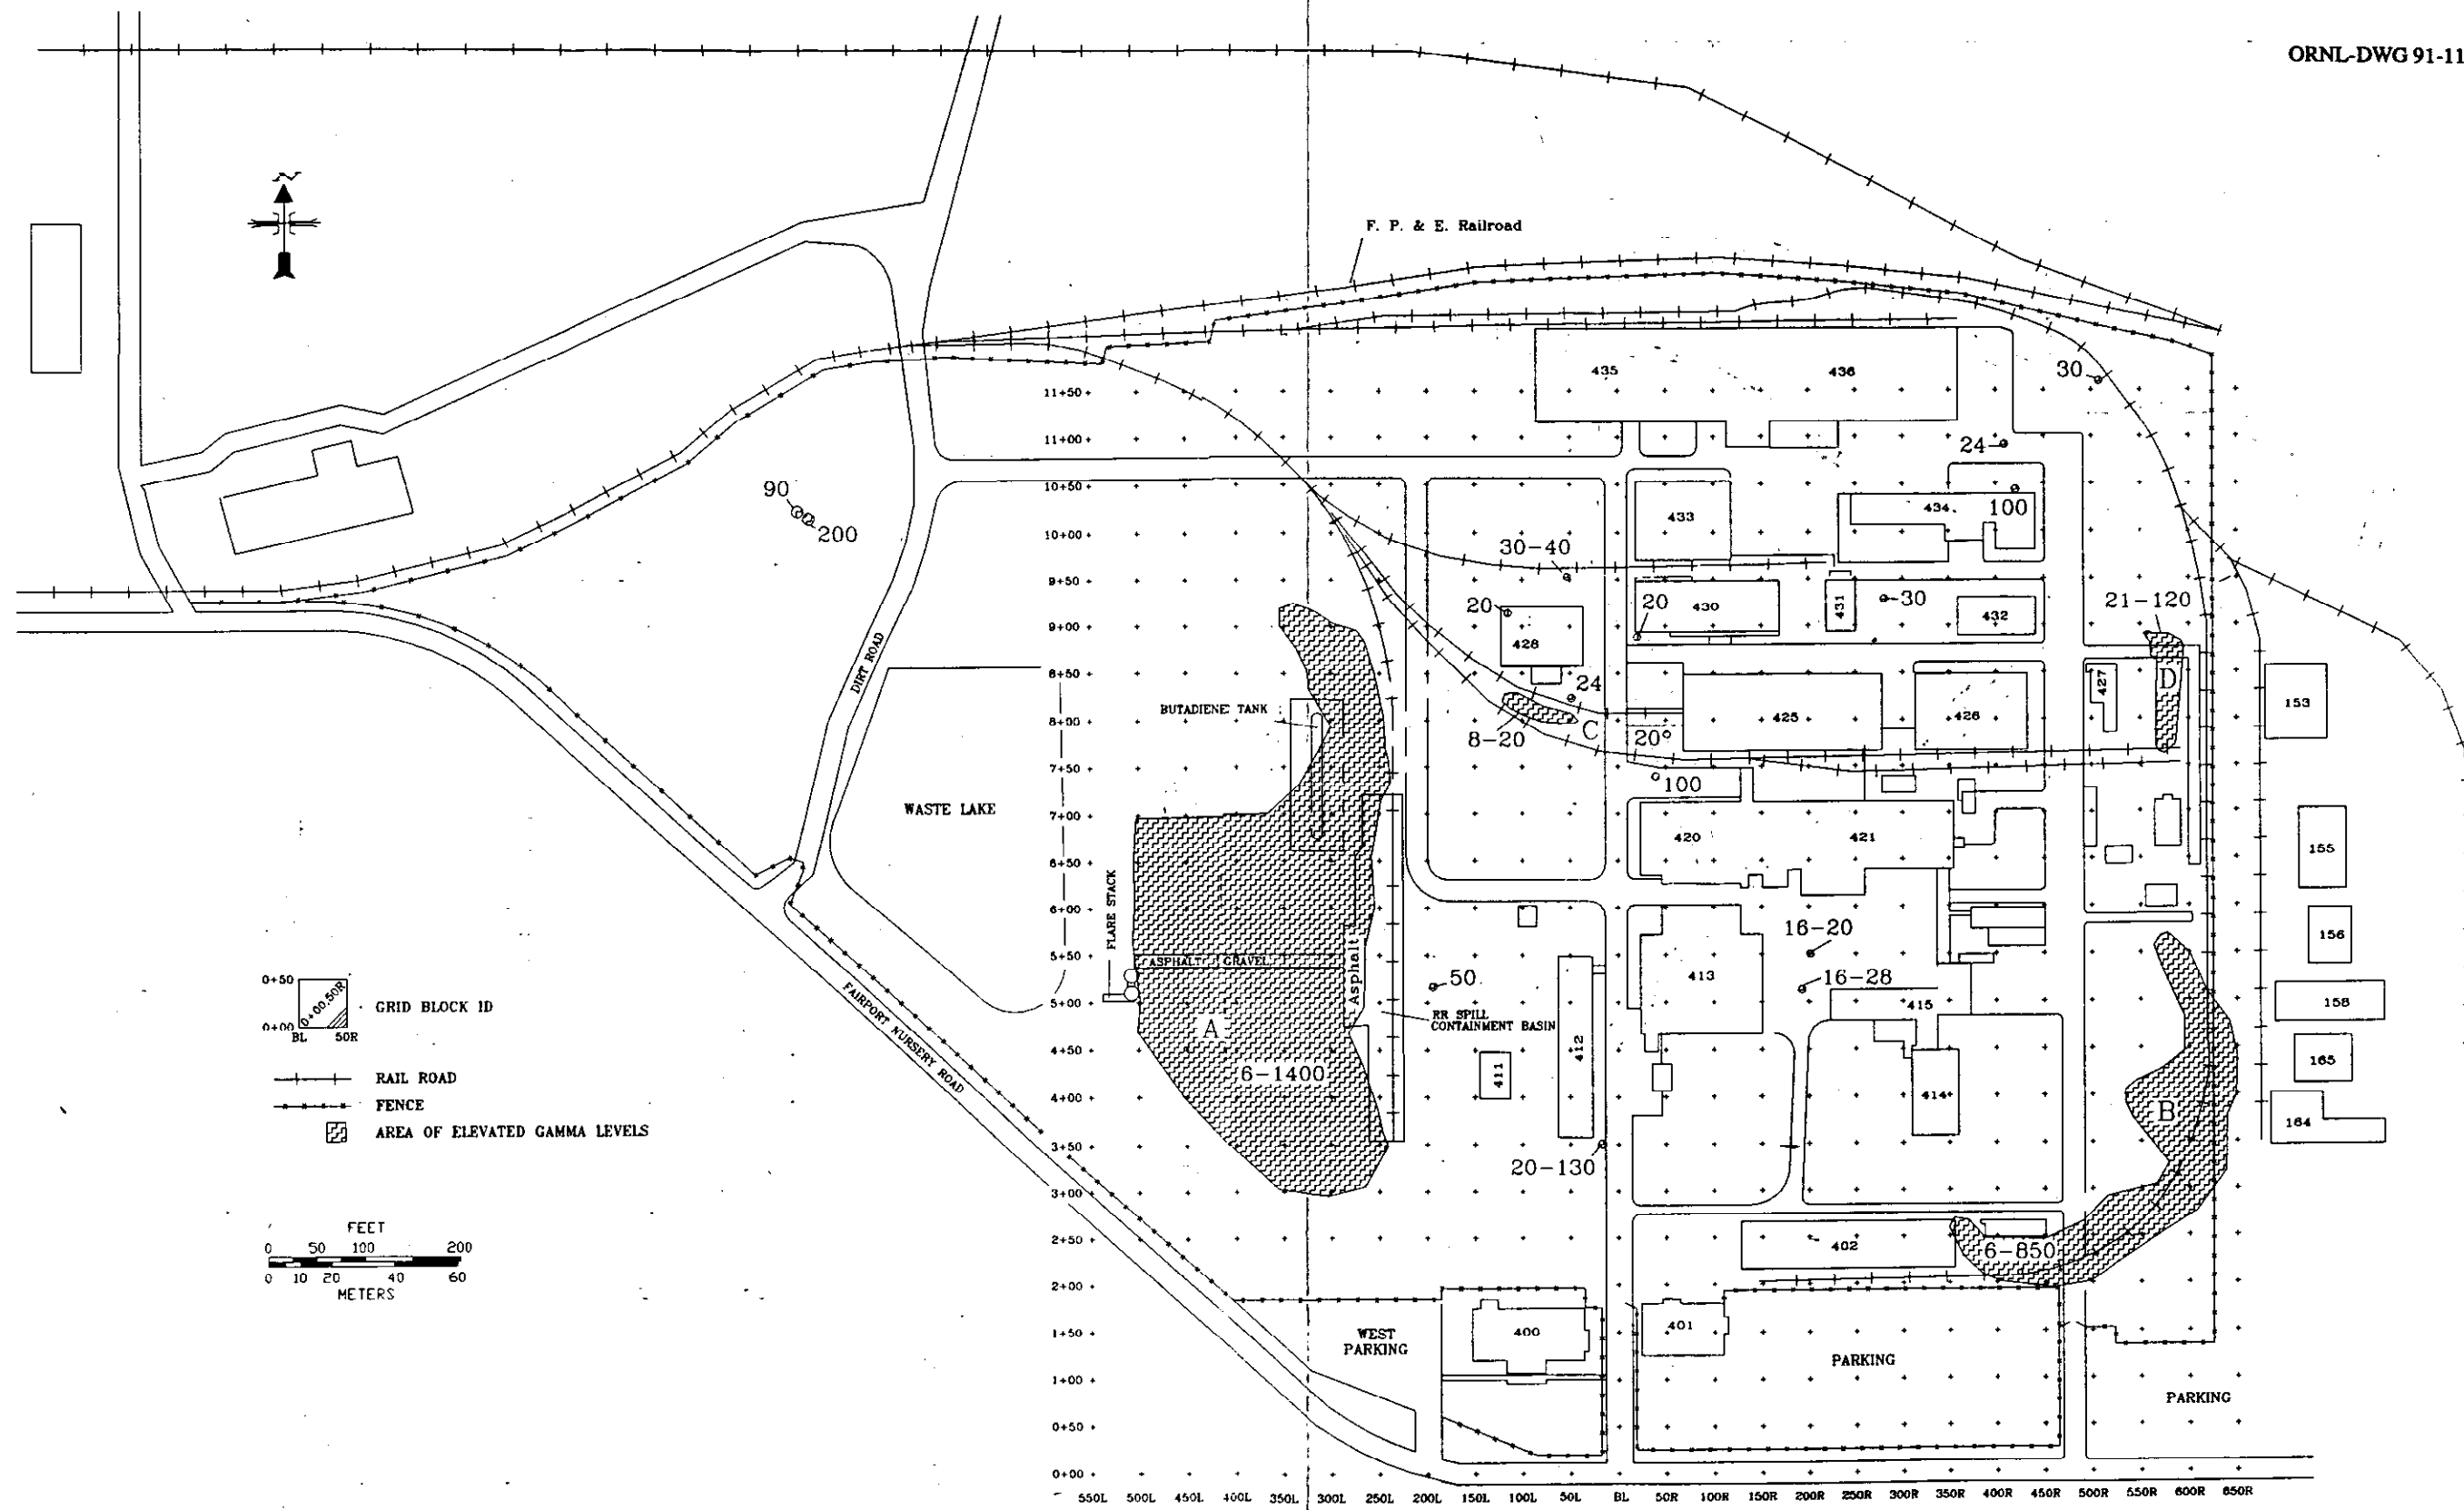 ORNL-DWG 91-11
N
F. P. & E. Railroad
435
436
30
11+50
11+00
24
10+50
90
200
433
434
100
10+00
30-40
9+50
20
430
20
431
30
432
21-120
9+00
428
DIRT ROAD
8+50
24
427
D
153
BUTADIENE TANK
8+00
8-20
C
20
425
426
7+50
100
WASTE LAKE
7+00
420
421
155
6+50
FLARE STACK
6+00
16-20
156
5+50
ASPHALT
GRAVEL
Asphalt
50
413
16-28
0+50
0+00,50R
GRID BLOCK ID
0+00
BL
50R
5+00
FAIRPORT NURSERY ROAD
A
RR SPILL
CONTAINMENT BASIN
415
158
4+50
412
165
RAIL ROAD
6-1400
411
414
FENCE
4+00
B
164
AREA OF ELEVATED GAMMA LEVELS
3+50
20-130
3+00
FEET
0 50 100 200
0 10 20 40 60
METERS
2+50
402
6-850
2+00
1+50
WEST
PARKING
400
401
PARKING
1+00
PARKING
0+50
0+00
550L 500L 450L 400L 350L 300L 250L 200L 150L 100L 50L BL 50R 100R 150R 200R 250R 300R 350R 400R 450R 500R 550R 600R 650R